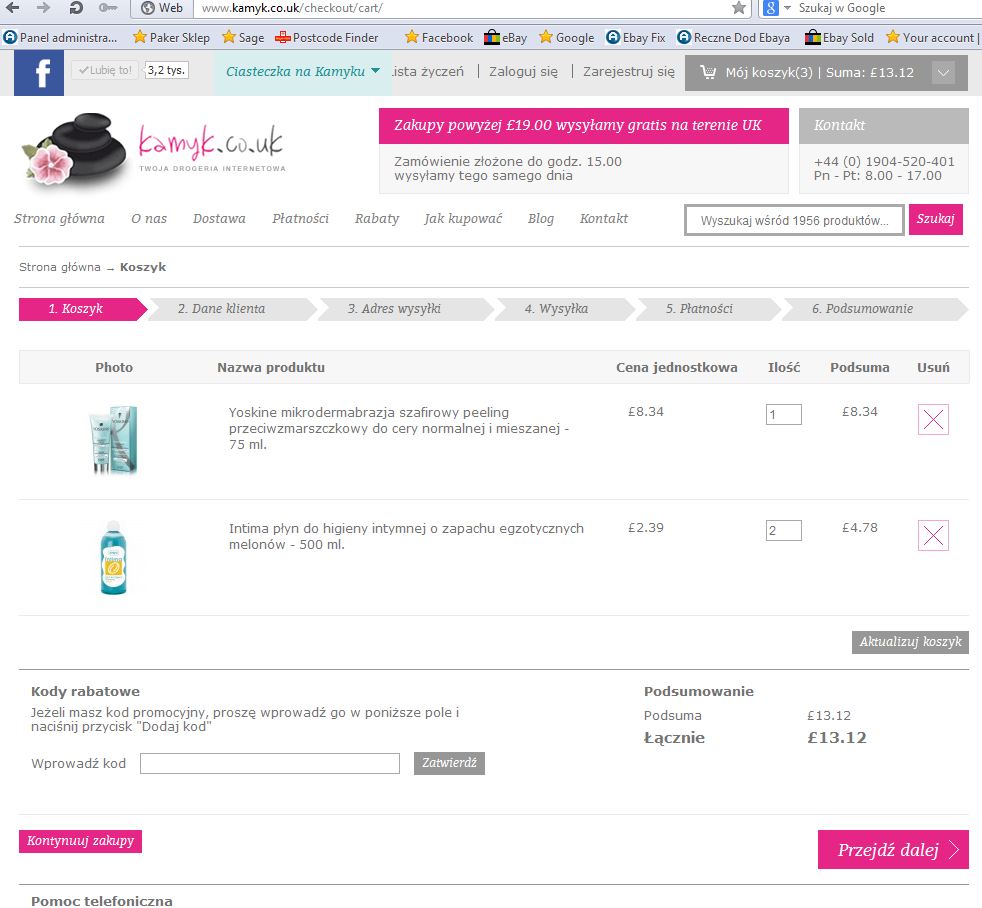 Web
www.kamyk.co.uk/checkout/cart/
Szukaj w Google
Panel administra... Paker Sklep Sage Postcode Finder Facebook eBay Google Ebay Fix Reczne Dod Ebaya Ebay Sold Your account |
f Lubię to! 3,2 tys. Ciasteczka na Kamyku ista życzeń | Zaloguj się | Zarejestruj się Mój koszyk(3) | Suma: £13.12
kamyk.co.uk
TWOJA DROGERIA INTERNETOWA
Zakupy powyżej £19.00 wysyłamy gratis na terenie UK
Zamówienie złożone do godz. 15.00
wysyłamy tego samego dnia
Kontakt
+44 (0) 1904-520-401
Pn - Pt: 8.00 - 17.00
Strona główna O nas Dostawa Płatności Rabaty Jak kupować Blog Kontakt
Wyszukaj wśród 1956 produktów... Szukaj
Strona główna → Koszyk
1. Koszyk 2. Dane klienta 3. Adres wysyłki 4. Wysyłka 5. Płatności 6. Podsumowanie
Photo Nazwa produktu Cena jednostkowa Ilość Podsuma Usuń
Yoskine mikrodermabrazja szafirowy peeling
przeciwzmarszczkowy do cery normalnej i mieszanej -
75 ml.
£8.34 1 £8.34
Intima płyn do higieny intymnej o zapachu egzotycznych
melonów - 500 ml.
£2.39 2 £4.78
Aktualizuj koszyk
Kody rabatowe
Jeżeli masz kod promocyjny, proszę wprowadź go w poniższe pole i
naciśnij przycisk "Dodaj kod"
Wprowadź kod Zatwierdź
Podsumowanie
Podsuma £13.12
Łącznie £13.12
Kontynuuj zakupy
Przejdź dalej
Pomoc telefoniczna